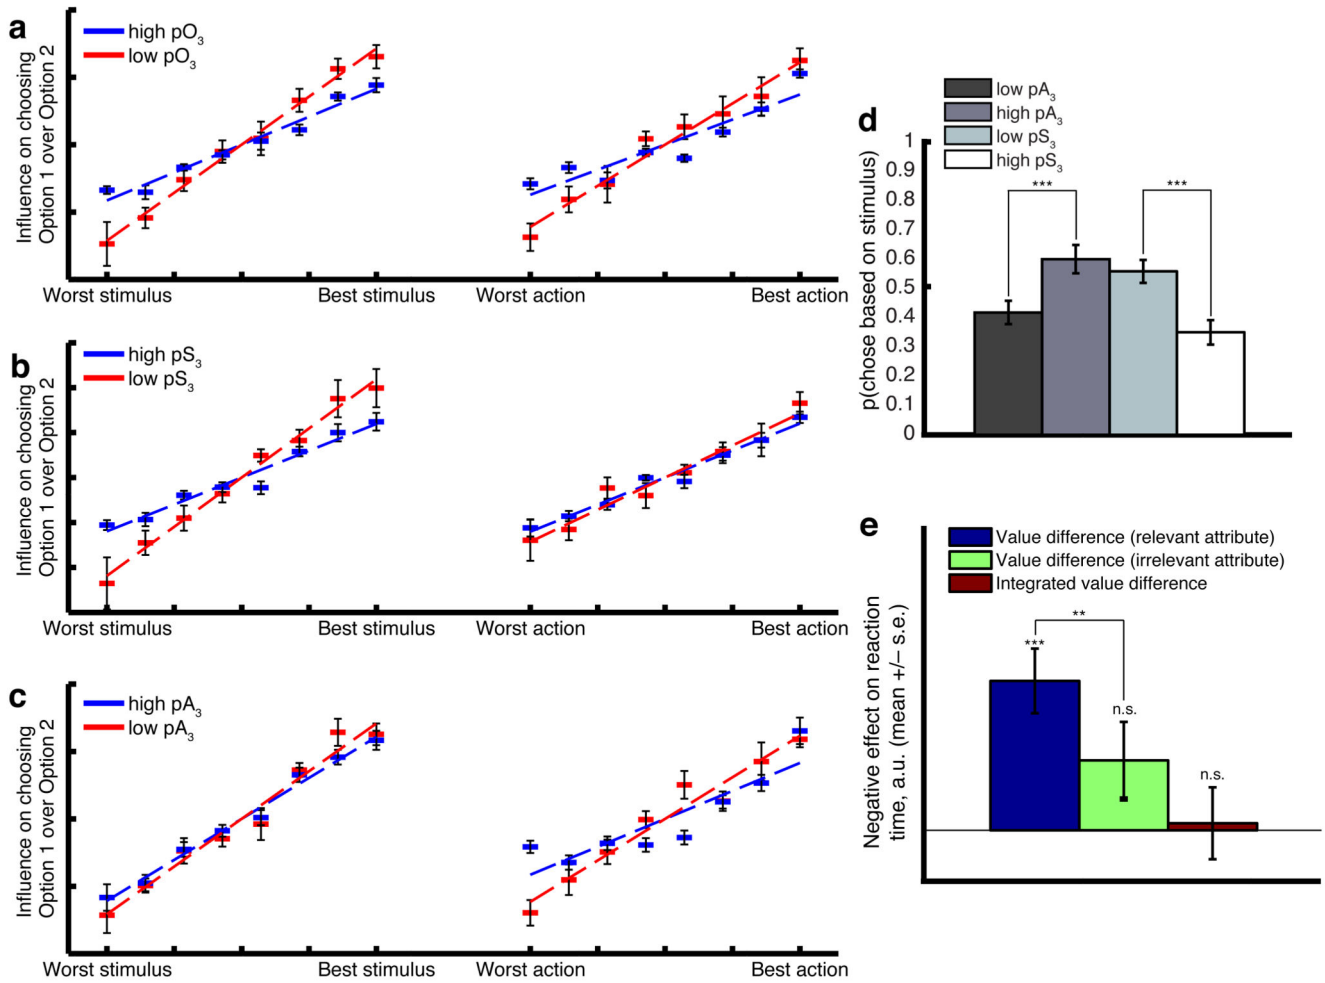 a
high pO3
low pO3
Influence on choosing
Option 1 over Option 2
Worst stimulus
Best stimulus
Worst action
Best action
b
high pS3
low pS3
Influence on choosing
Option 1 over Option 2
Worst stimulus
Best stimulus
Worst action
Best action
c
high pA3
low pA3
Influence on choosing
Option 1 over Option 2
Worst stimulus
Best stimulus
Worst action
Best action
d
low pA3
high pA3
low pS3
high pS3
p(chose based on stimulus)
1
0.9
0.8
0.7
0.6
0.5
0.4
0.3
0.2
0.1
0
***
***
e
Value difference (relevant attribute)
Value difference (irrelevant attribute)
Integrated value difference
Negative effect on reaction
time, a.u. (mean +/− s.e.)
**
***
n.s.
n.s.